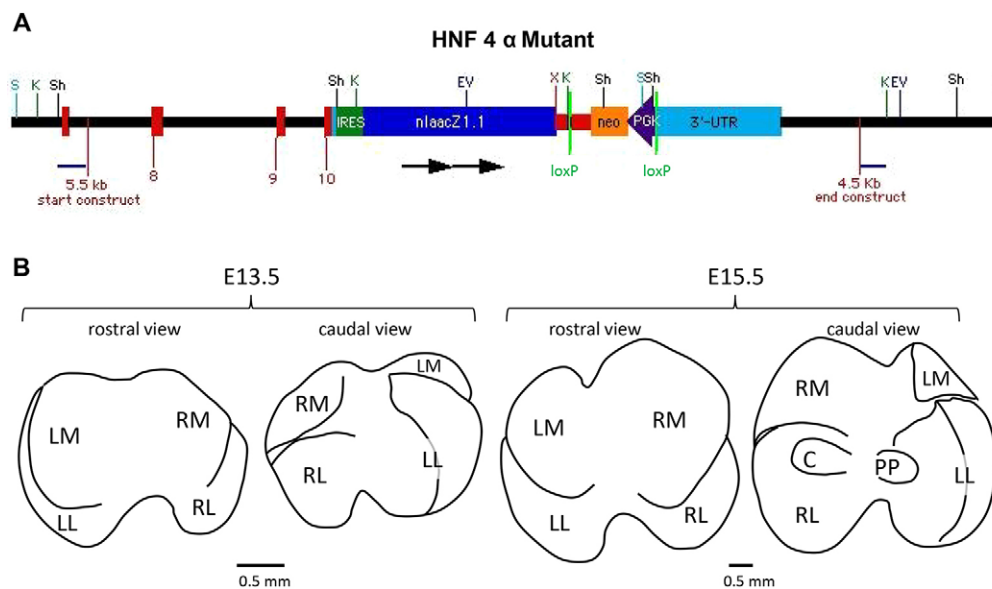 A
HNF 4 α Mutant
S K Sh Sh K EV X K Sh S Sh K EV Sh
IRES nlaacZ1.1 neo PGK 3'-UTR
5.5 kb 8 9 10 loxP loxP 4.5 Kb
start construct end construct
B
E13.5 E15.5
rostral view caudal view rostral view caudal view
LM RM LM RM LL RL RM LM RL LL
LM RM LL RL RM LM C PP LL RL
0.5 mm 0.5 mm